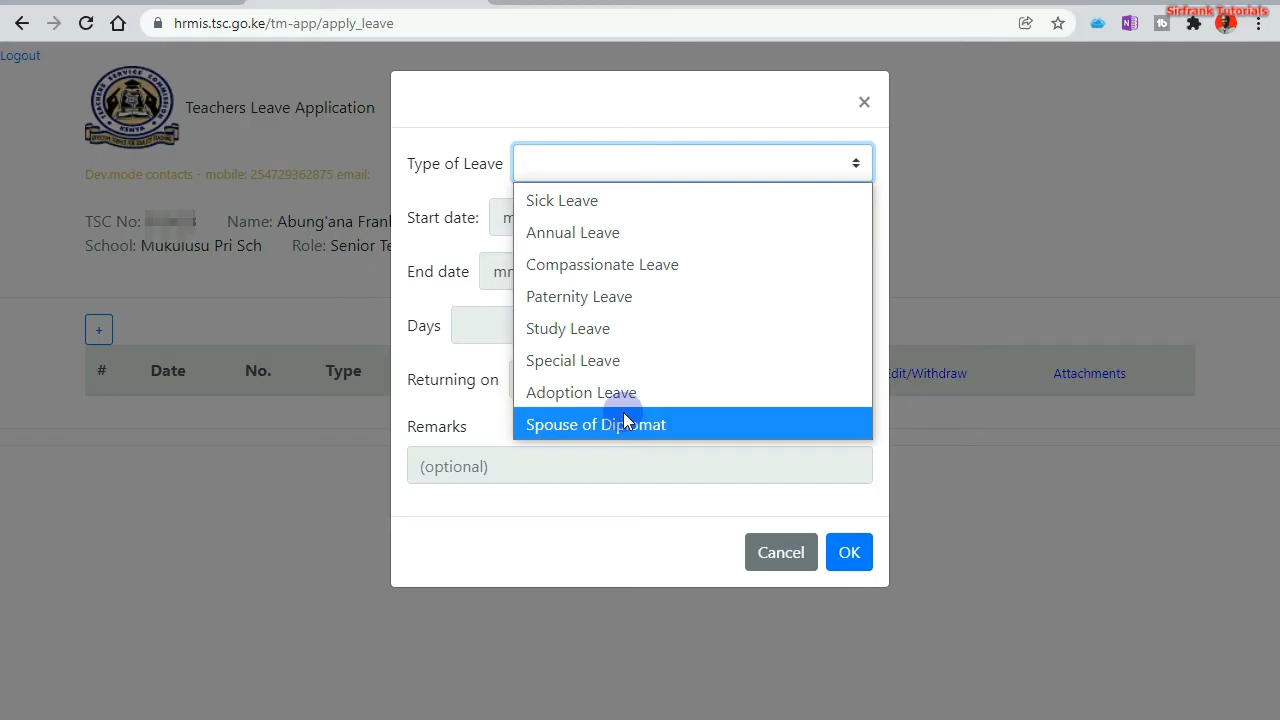 Sirfrank Tutorials
hrmis.tsc.go.ke/tm-app/apply_leave
Logout
Teachers Leave Application
Dev.mode contacts - mobile: 254729362875 email:
TSC No: Name: Abung'ana Frankl
School: Mukulusu Pri Sch Role: Senior Te
+
# Date No. Type Edit/Withdraw Attachments
×
Type of Leave
Sick Leave
Annual Leave
Compassionate Leave
Paternity Leave
Study Leave
Special Leave
Adoption Leave
Spouse of Diplomat
Start date: m
End date mn
Days
Returning on
Remarks
(optional)
Cancel OK